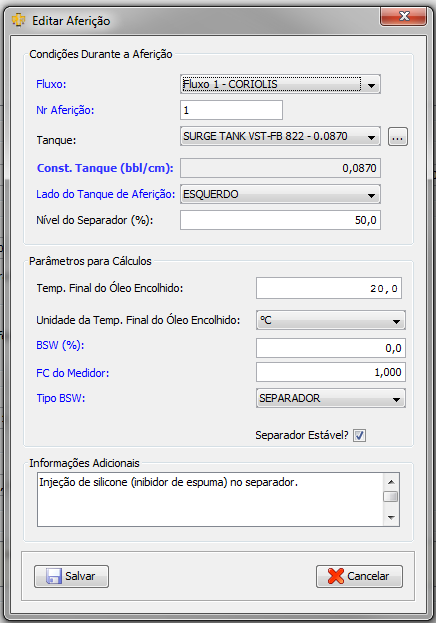 Editar Aferição
Condições Durante a Aferição
Fluxo: Fluxo 1 - CORIOLIS
Nr Aferição: 1
Tanque: SURGE TANK VST-FB 822 - 0.0870 ...
Const. Tanque (bbl/cm): 0,0870
Lado do Tanque de Aferição: ESQUERDO
Nível do Separador (%): 50,0
Parâmetros para Cálculos
Temp. Final do Óleo Encolhido: 20,0
Unidade da Temp. Final do Óleo Encolhido: °C
BSW (%): 0,0
FC do Medidor: 1,000
Tipo BSW: SEPARADOR
Separador Estável?
Informações Adicionais
Injeção de silicone (inibidor de espuma) no separador.
Salvar Cancelar